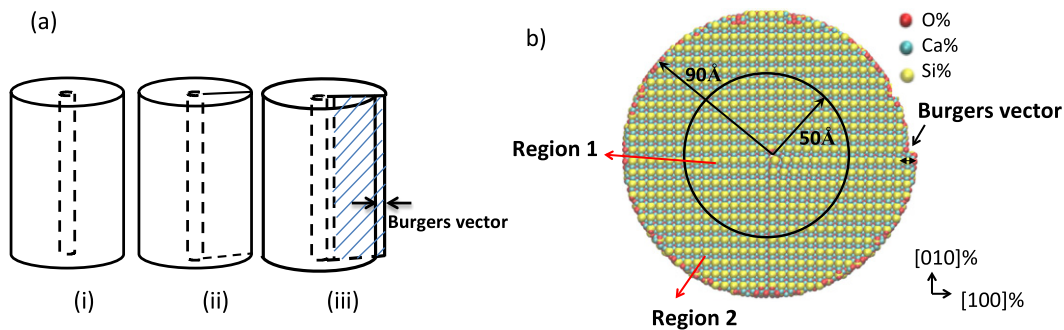 (a)
Burgers vector
(i)
(ii)
(iii)
b)
O%
Ca%
Si%
90Å
50Å
Burgers vector
Region 1
Region 2
[010]%
[100]%